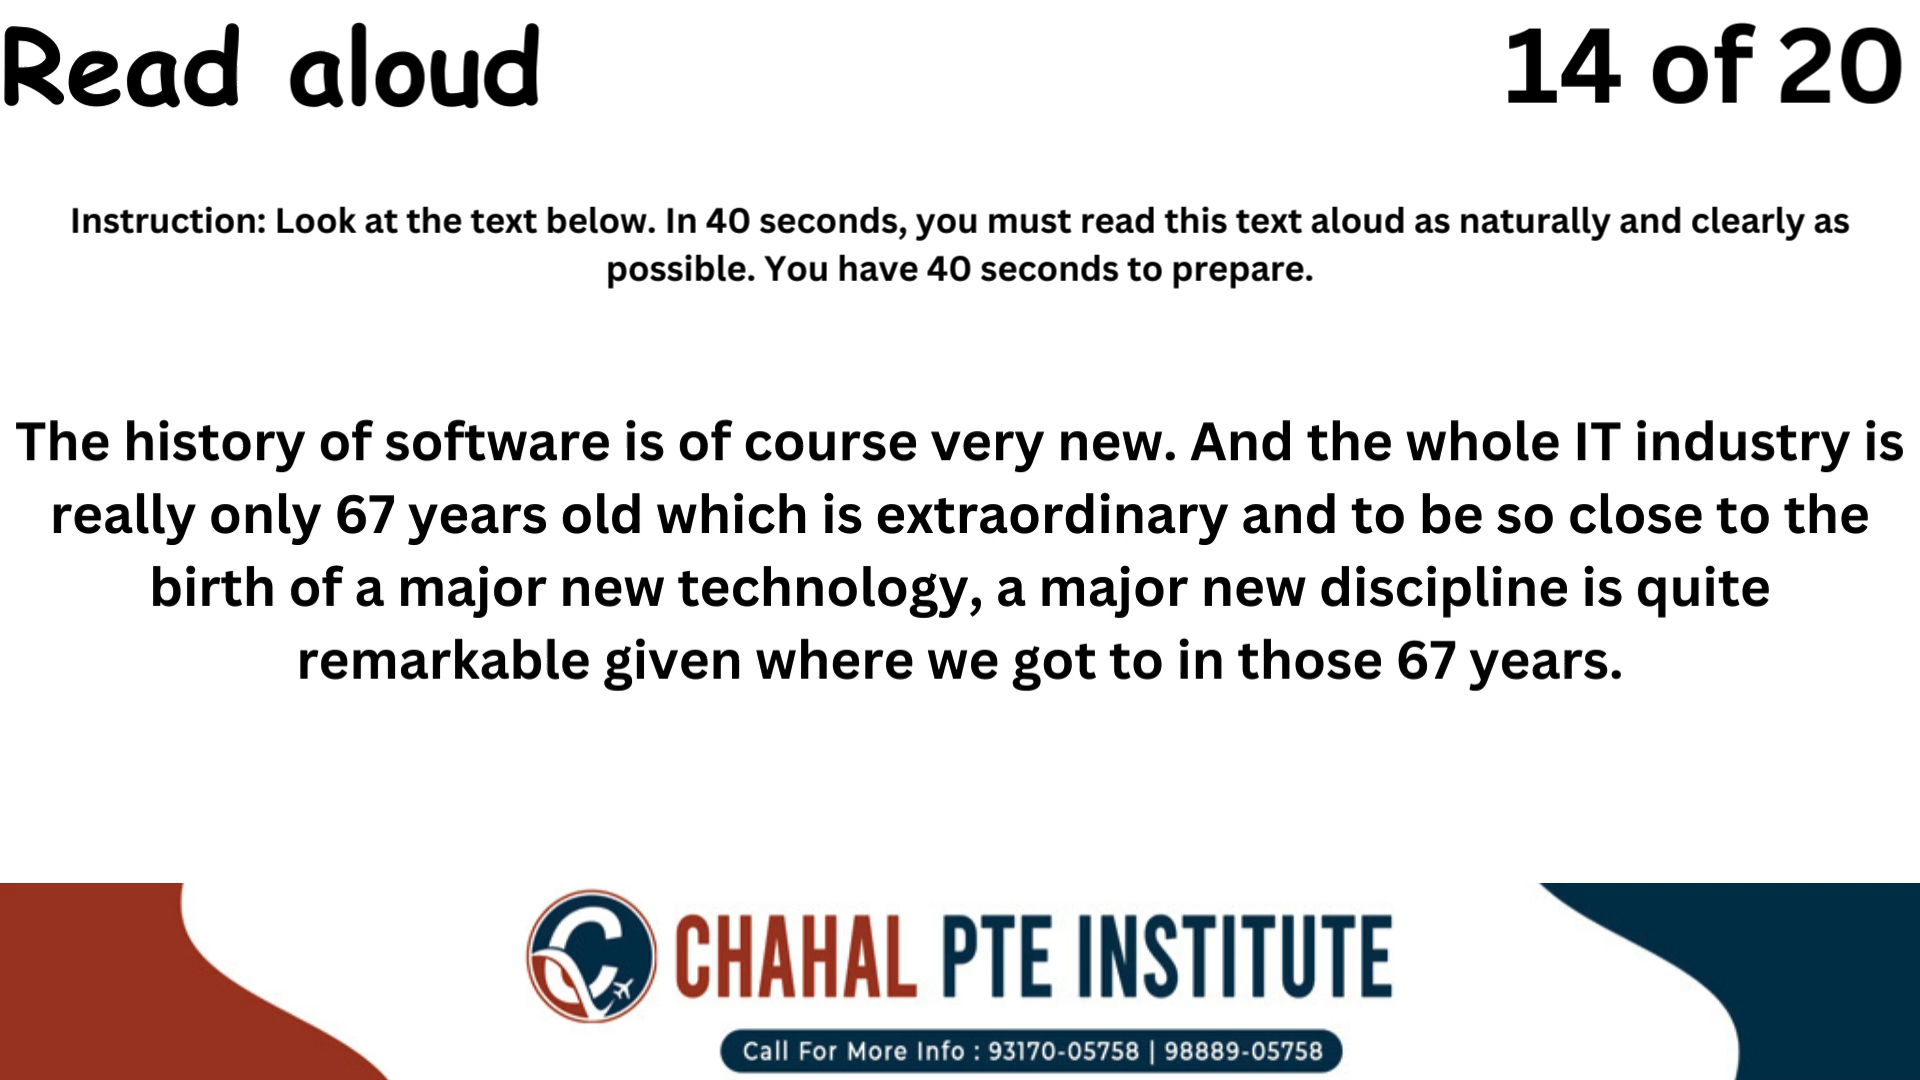 Read aloud
14 of 20
Instruction: Look at the text below. In 40 seconds, you must read this text aloud as naturally and clearly as
possible. You have 40 seconds to prepare.
The history of software is of course very new. And the whole IT industry is
really only 67 years old which is extraordinary and to be so close to the
birth of a major new technology, a major new discipline is quite
remarkable given where we got to in those 67 years.
CHAHAL PTE INSTITUTE
Call For More Info : 93170-05758 | 98889-05758